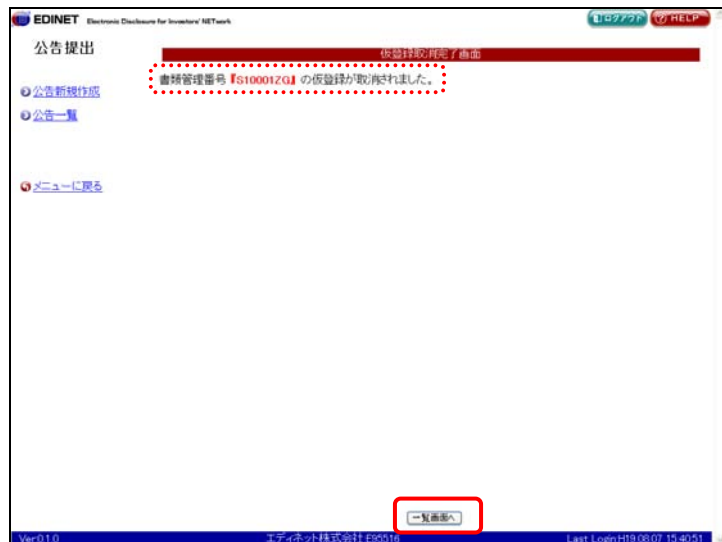 EDINET Electronic Disclosure for Investors' NETwork
ログアウト HELP
公告提出
仮登録取消完了画面
書類管理番号『S10001ZG』の仮登録が取消されました。
公告新規作成
公告一覧
メニューに戻る
一覧画面へ
Ver.0.1.0 エディネット株式会社 E95516 Last Login:H19.08.07 15:40:51